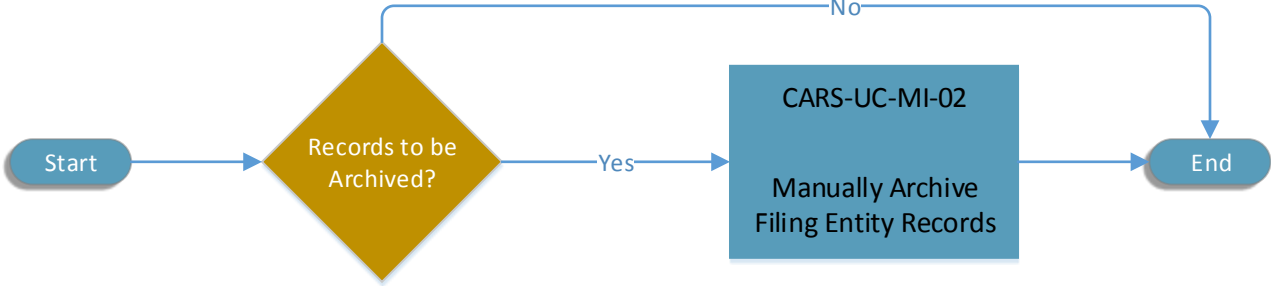 No
Start
Records to be
Archived?
Yes
CARS-UC-MI-02
Manually Archive
Filing Entity Records
End